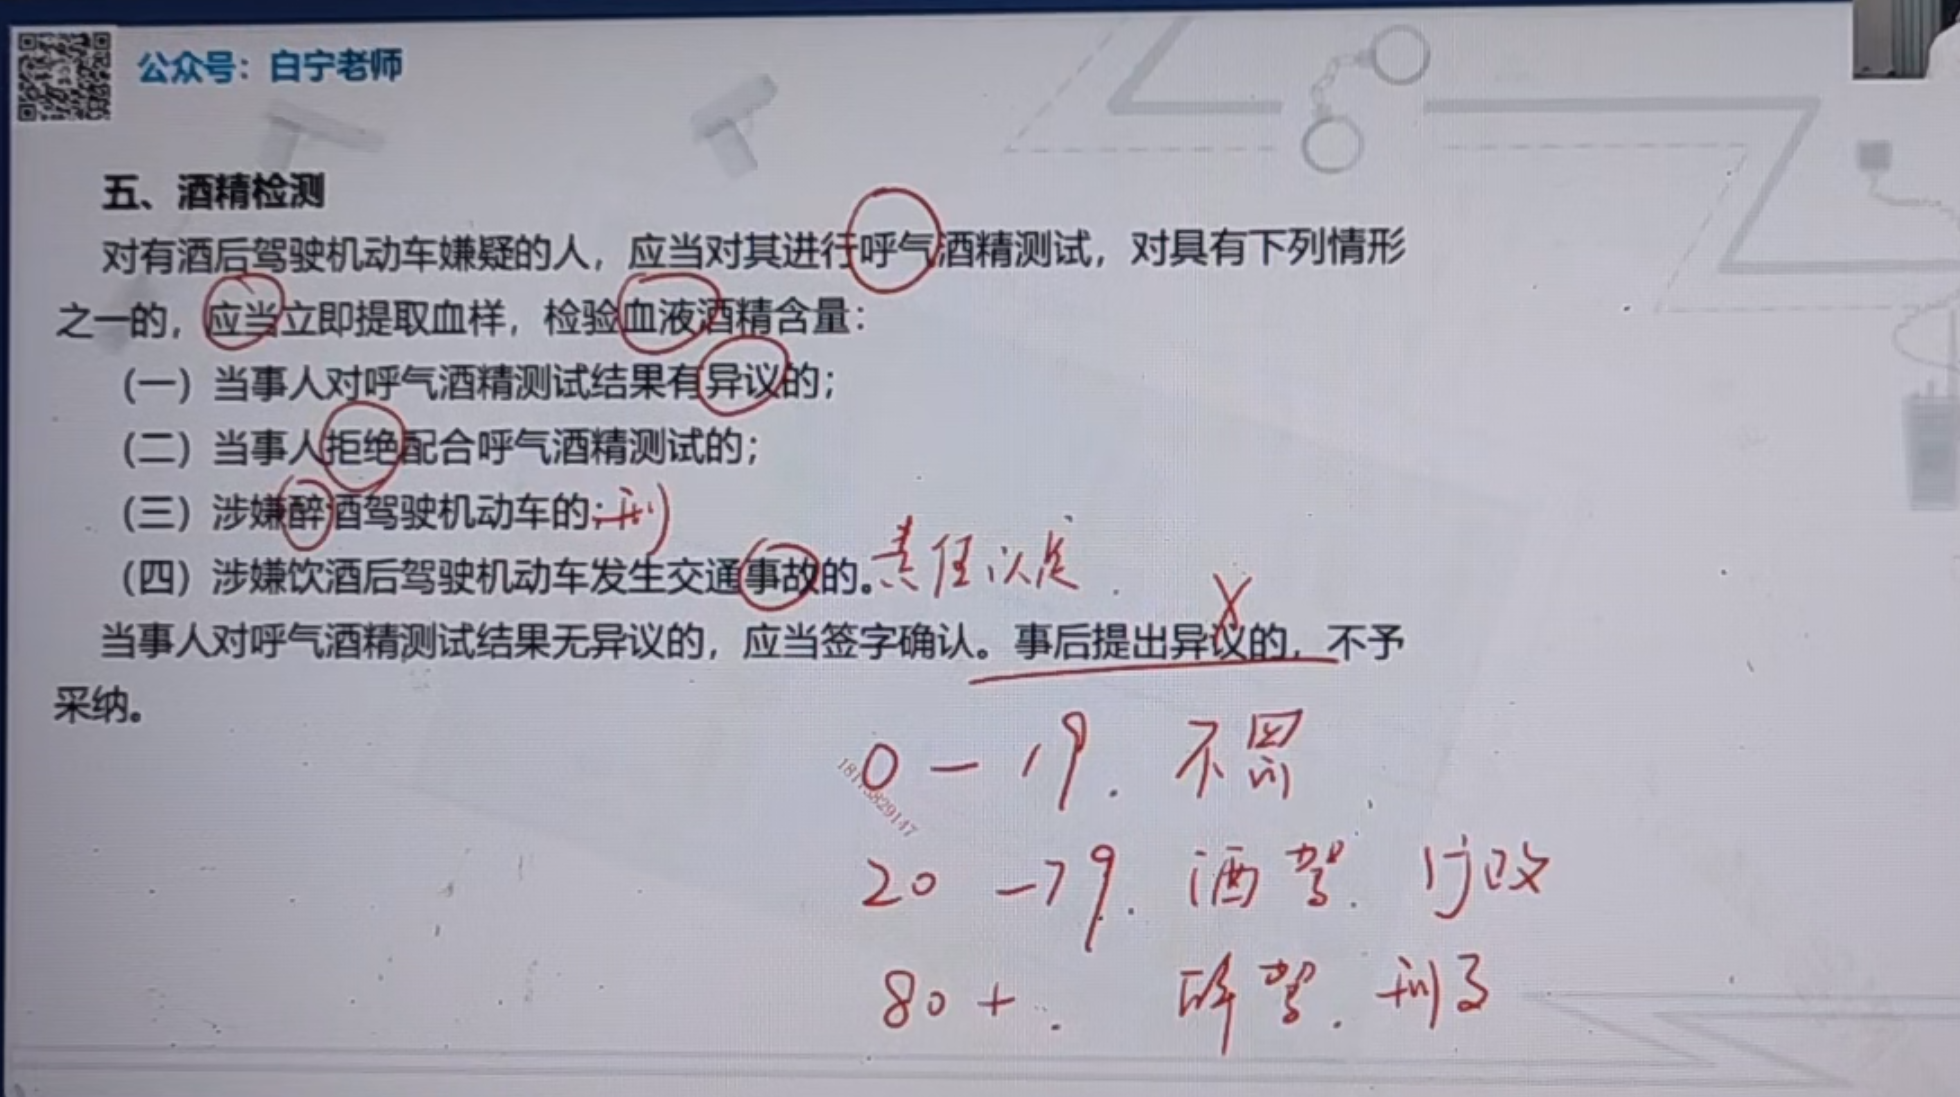 公众号：白宁老师
五、酒精检测
对有酒后驾驶机动车嫌疑的人，应当对其进行呼气酒精测试，对具有下列情形
之一的，应当立即提取血样，检验血液酒精含量：
（一）当事人对呼气酒精测试结果有异议的；
（二）当事人拒绝配合呼气酒精测试的；
（三）涉嫌醉酒驾驶机动车的；刑
（四）涉嫌饮酒后驾驶机动车发生交通事故的。责任认定.
当事人对呼气酒精测试结果无异议的，应当签字确认。事后提出异议的，不予
采纳。
0－19. 不罚
20－79. 酒驾. 行政
80+. 醉驾. 刑